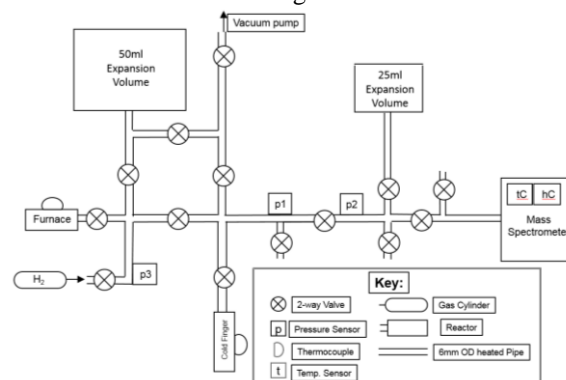 Vacuum pump
50ml
Expansion
Volume
25ml
Expansion
Volume
p1
p2
tC
hC
Mass
Spectrometer
Furnace
H2
p3
Cold Finger
Key:
2-way Valve
Gas Cylinder
p
Pressure Sensor
Reactor
Thermocouple
6mm OD heated Pipe
t
Temp. Sensor